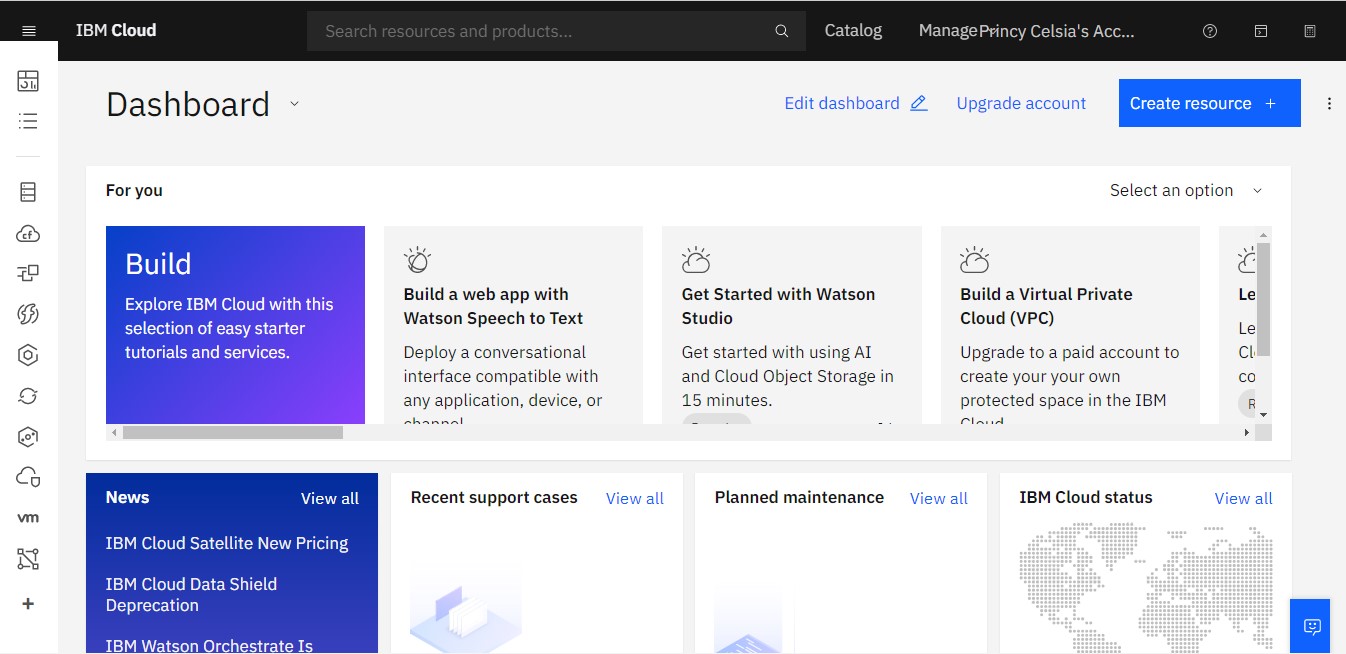 IBM Cloud
Search resources and products...
Catalog
Manage
Princy Celsia's Acc...
Dashboard
Edit dashboard
Upgrade account
Create resource +
For you
Select an option
Build
Explore IBM Cloud with this
selection of easy starter
tutorials and services.
Build a web app with
Watson Speech to Text
Deploy a conversational
interface compatible with
any application, device, or
channel
Get Started with Watson
Studio
Get started with using AI
and Cloud Object Storage in
15 minutes.
Build a Virtual Private
Cloud (VPC)
Upgrade to a paid account to
create your your own
protected space in the IBM
Cloud
Le
Le
Cl
co
R
cf
vm
News
View all
IBM Cloud Satellite New Pricing
IBM Cloud Data Shield
Deprecation
IBM Watson Orchestrate Is
Recent support cases
View all
Planned maintenance
View all
IBM Cloud status
View all